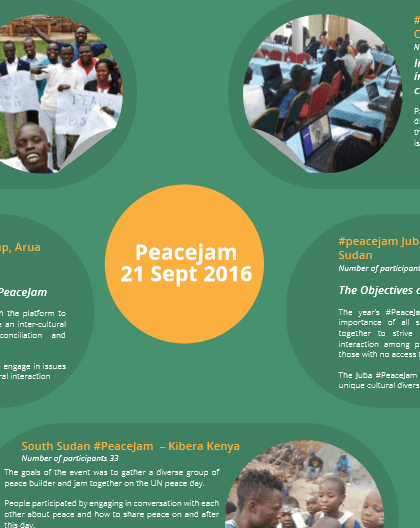 #
C
N
PEACE
Peacejam
21 Sept 2016
p, Arua
PeaceJam
the platform to
e an inter-cultural
conciliation and
engage in issues
ral interaction
#peacejam Juba
Sudan
Number of participant
The Objectives o
The year's #PeaceJa
importance of all s
together to strive
interaction among p
those with no access t
The Juba #PeaceJam
unique cultural divers
South Sudan #PeaceJam – Kibera Kenya
Number of participants 33
The goals of the event was to gather a diverse group of
peace builder and jam together on the UN peace day.
People participated by engaging in conversation with each
other about peace and how to share peace on and after
this day.